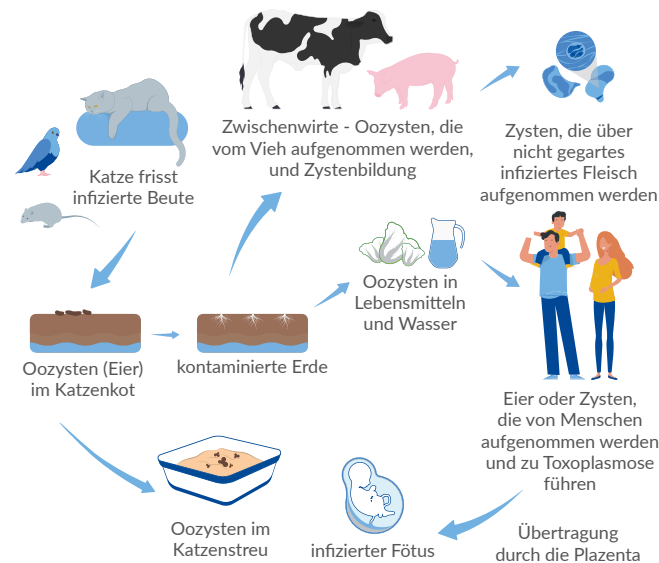 Zwischenwirte - Oozysten, die
vom Vieh aufgenommen werden,
und Zystenbildung
Zysten, die über
nicht gegartes
infiziertes Fleisch
aufgenommen werden
Katze frisst
infizierte Beute
Oozysten in
Lebensmitteln
und Wasser
Oozysten (Eier)
im Katzenkot
kontaminierte Erde
Eier oder Zysten,
die von Menschen
aufgenommen werden
und zu Toxoplasmose
führen
Oozysten im
Katzenstreu
infizierter Fötus
Übertragung
durch die Plazenta